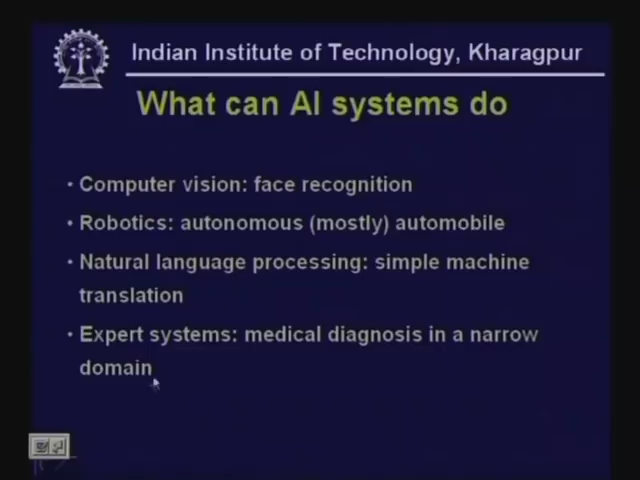 Indian Institute of Technology, Kharagpur
What can AI systems do
• Computer vision: face recognition
• Robotics: autonomous (mostly) automobile
• Natural language processing: simple machine
translation
• Expert systems: medical diagnosis in a narrow
domain